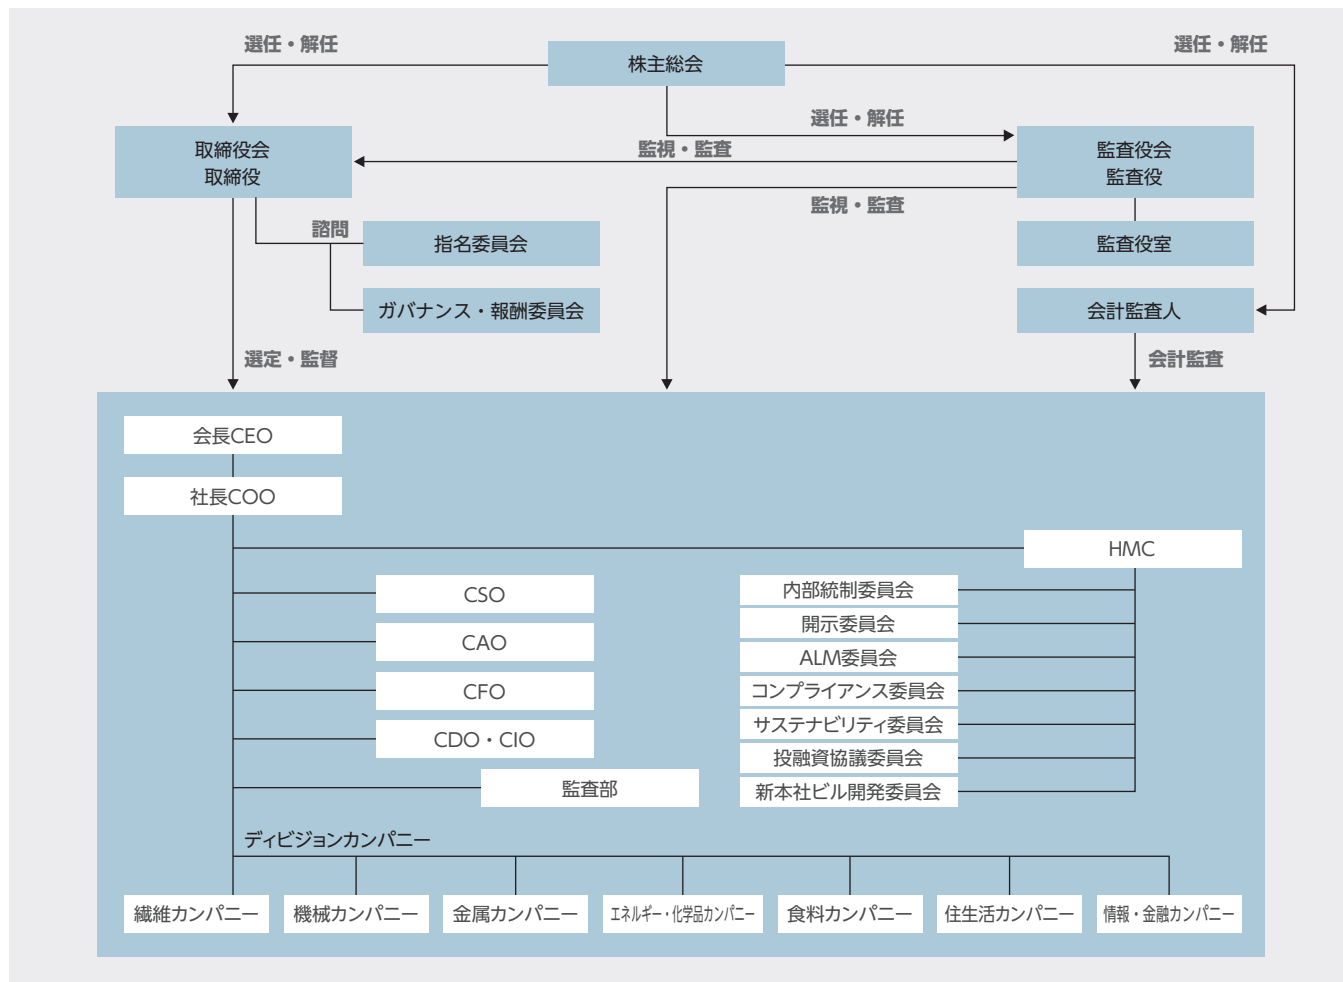 選任・解任
株主総会
選任・解任
選任・解任
取締役会
取締役
監視・監査
監査役会
監査役
監視・監査
諮問
指名委員会
監査役室
ガバナンス・報酬委員会
会計監査人
選定・監督
会計監査
会長CEO
社長COO
HMC
CSO
CAO
CFO
CDO・CIO
監査部
内部統制委員会
開示委員会
ALM委員会
コンプライアンス委員会
サステナビリティ委員会
投融資協議委員会
新本社ビル開発委員会
ディビジョンカンパニー
繊維カンパニー
機械カンパニー
金属カンパニー
エネルギー・化学品カンパニー
食料カンパニー
住生活カンパニー
情報・金融カンパニー